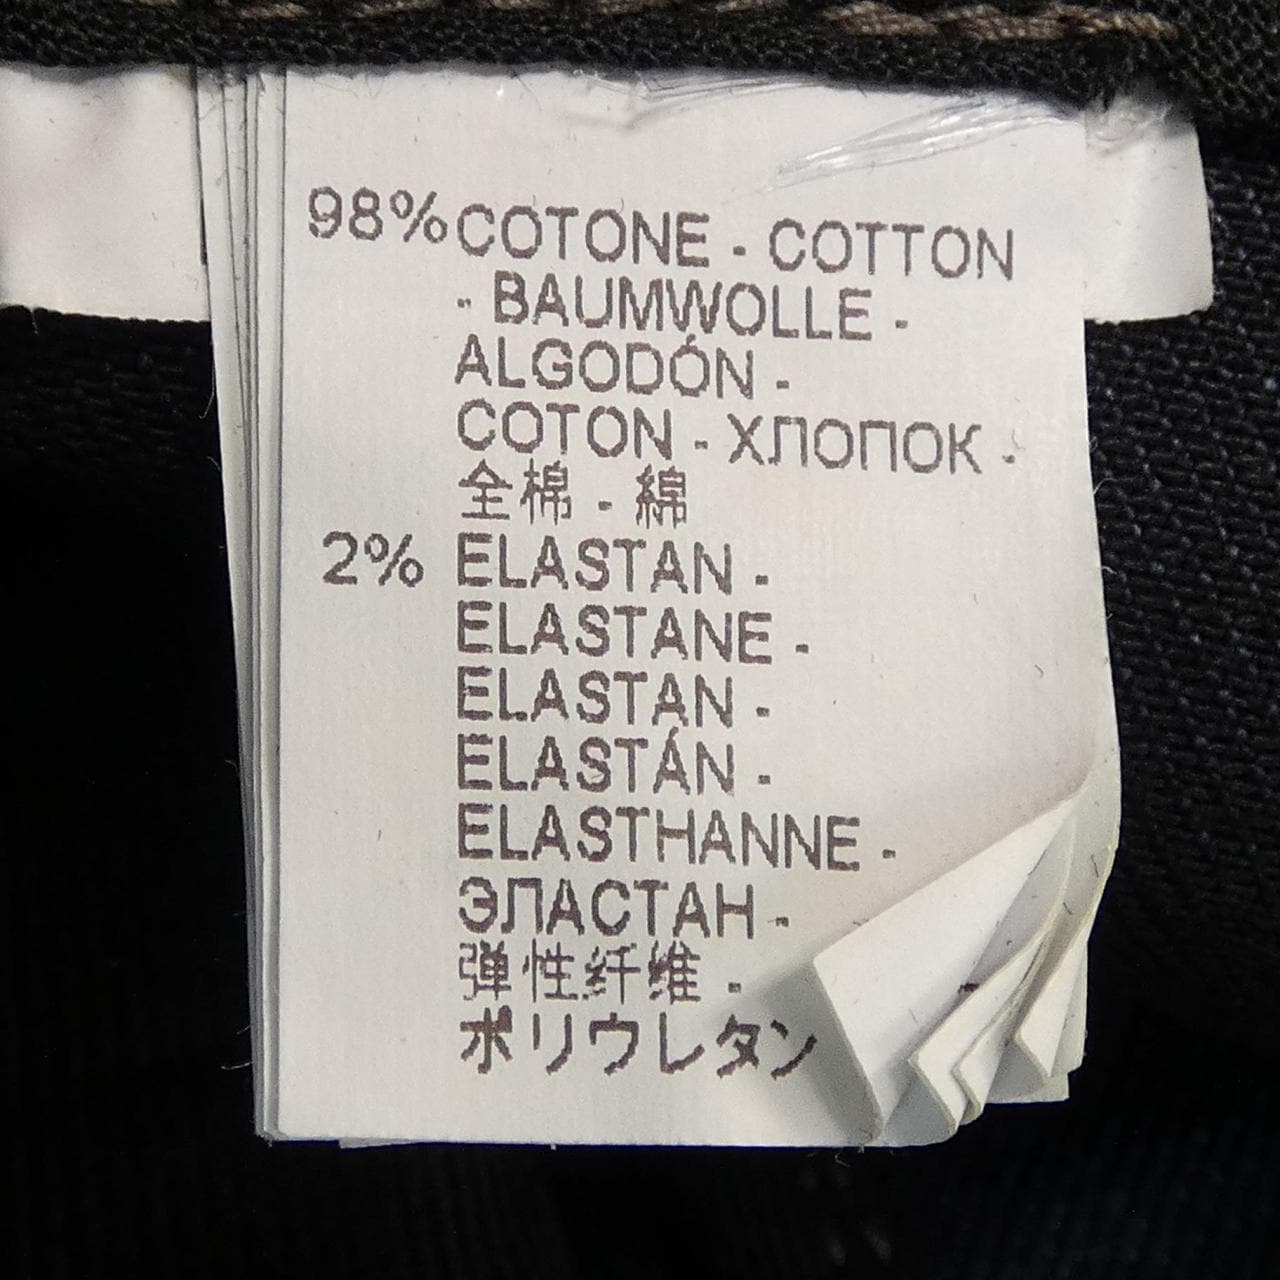 98% COTONE - COTTON
- BAUMWOLLE -
ALGODÓN -
COTON - ХЛОПОК -
全棉 - 綿
2% ELASTAN -
ELASTANE -
ELASTAN -
ELASTÁN -
ELASTHANNE -
ЭЛАСТАН -
弹性纤维 -
ポリウレタン